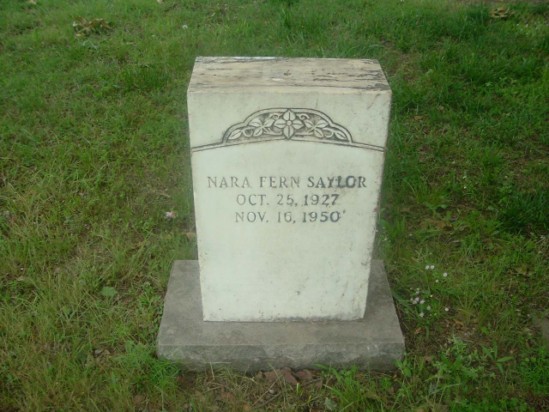 NARA FERN SAYLOR
OCT. 25, 1927
NOV. 16, 1950